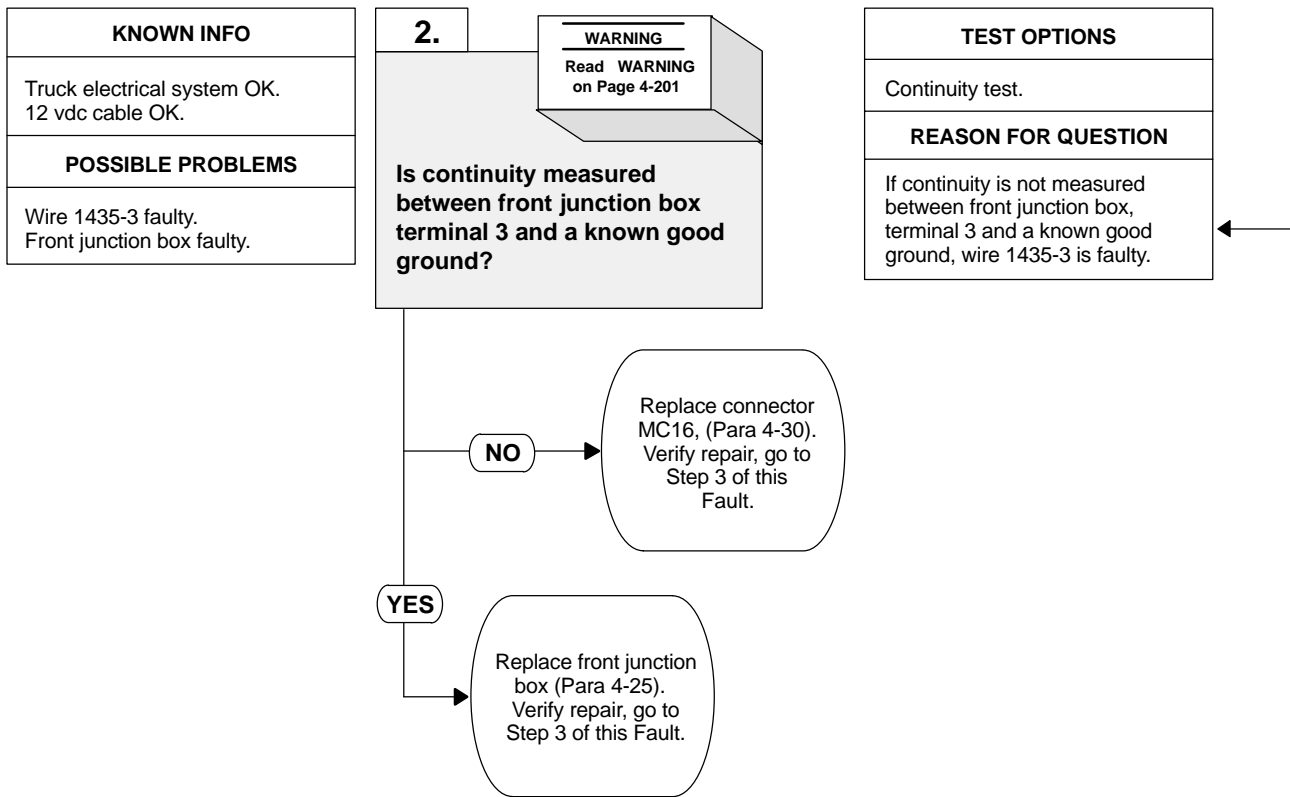 KNOWN INFO
Truck electrical system OK.
12 vdc cable OK.
POSSIBLE PROBLEMS
Wire 1435-3 faulty.
Front junction box faulty.
2.
WARNING
Read WARNING
on Page 4-201
Is continuity measured
between front junction box
terminal 3 and a known good
ground?
TEST OPTIONS
Continuity test.
REASON FOR QUESTION
If continuity is not measured
between front junction box,
terminal 3 and a known good
ground, wire 1435-3 is faulty.
NO
Replace connector
MC16, (Para 4-30).
Verify repair, go to
Step 3 of this
Fault.
YES
Replace front junction
box (Para 4-25).
Verify repair, go to
Step 3 of this Fault.